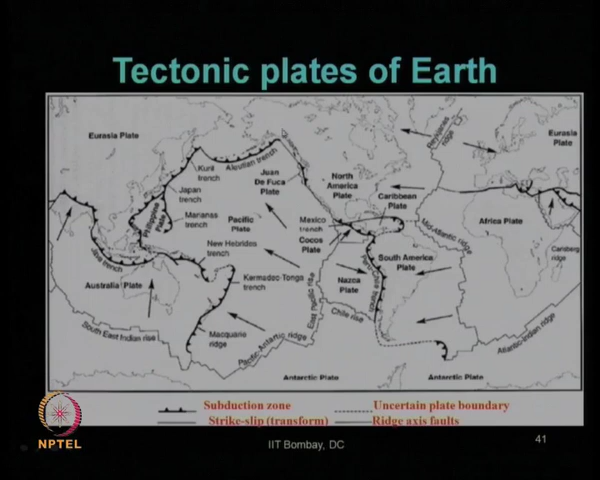 Tectonic plates of Earth
Eurasia Plate
Kuril
trench
Aleutian trench
Juan
De Fuca
Plate
Japan
trench
Marianas
trench
Philippine
Plate
Pacific
Plate
New Hebrides
trench
Java trench
Australia Plate
Kermadec-Tonga
trench
Macquarie
ridge
South East Indian rise
Pacific-Antarctic ridge
East Pacific rise
North
America
Plate
Mexico
trench
Cocos
Plate
Caribbean
Plate
Mid-Atlantic ridge
Reykjanes
ridge
Eurasia
Plate
Africa Plate
Carlsberg
ridge
South America
Plate
Nazca
Plate
Chile rise
Antarctic Plate
Antarctic Plate
Atlantic-Indian ridge
Subduction zone
Uncertain plate boundary
Strike-slip (transform)
Ridge axis faults
NPTEL
IIT Bombay, DC
41